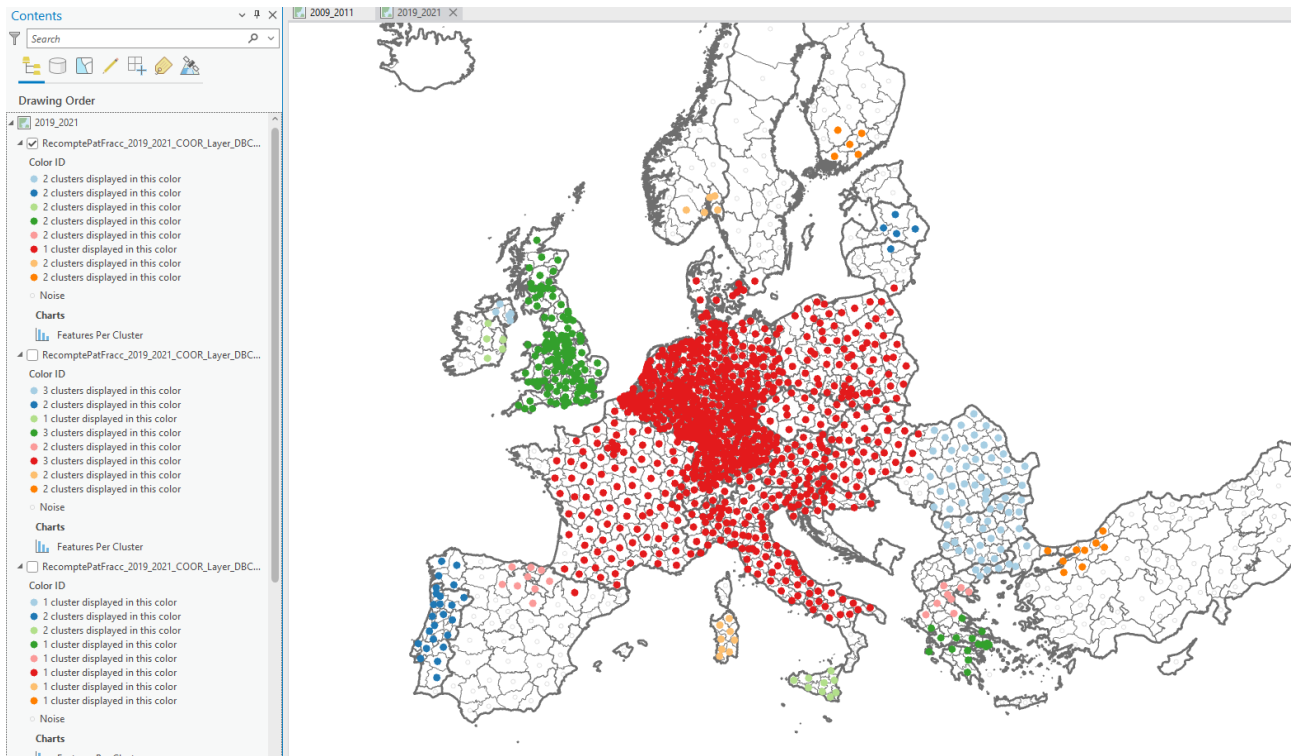 Contents
2009_2011
2019_2021
Search
Drawing Order
2019_2021
RecomptePatFracc_2019_2021_COOR_Layer_DBC...
Color ID
2 clusters displayed in this color
2 clusters displayed in this color
2 clusters displayed in this color
2 clusters displayed in this color
2 clusters displayed in this color
1 cluster displayed in this color
2 clusters displayed in this color
2 clusters displayed in this color
Noise
Charts
Features Per Cluster
RecomptePatFracc_2019_2021_COOR_Layer_DBC...
Color ID
3 clusters displayed in this color
2 clusters displayed in this color
1 cluster displayed in this color
3 clusters displayed in this color
2 clusters displayed in this color
3 clusters displayed in this color
2 clusters displayed in this color
2 clusters displayed in this color
Noise
Charts
Features Per Cluster
RecomptePatFracc_2019_2021_COOR_Layer_DBC...
Color ID
1 cluster displayed in this color
2 clusters displayed in this color
2 clusters displayed in this color
1 cluster displayed in this color
1 cluster displayed in this color
1 cluster displayed in this color
1 cluster displayed in this color
1 cluster displayed in this color
Noise
Charts